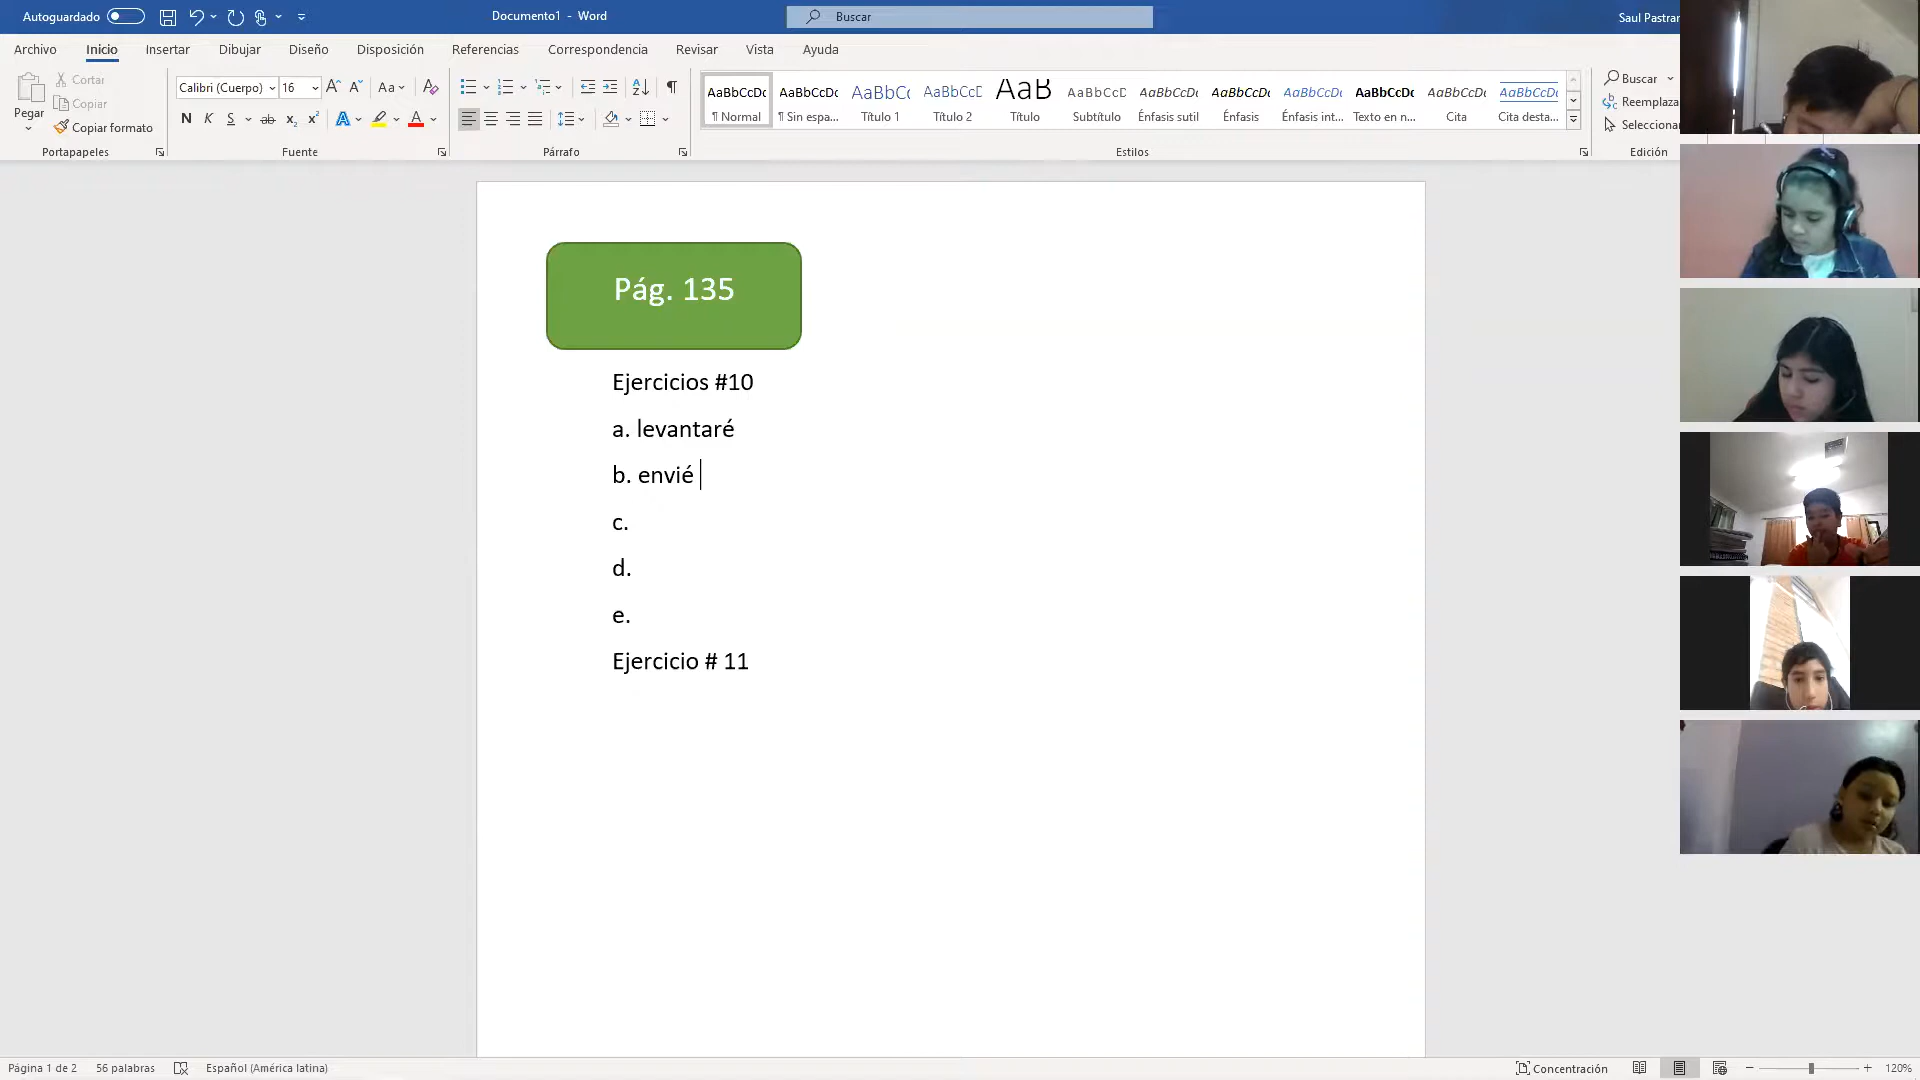 Autoguardado
Documento1 - Word
Buscar
Saul Pastran
Archivo Inicio Insertar Dibujar Diseño Disposición Referencias Correspondencia Revisar Vista Ayuda
Pegar
Cortar
Copiar
Copiar formato
Portapapeles
Calibri (Cuerpo) 16
N K S ab x₂ x²
Fuente
Párrafo
AaBbCcDc AaBbCcDc AaBbCc AaBbCcD AaB AaBbCcD AaBbCcDc AaBbCcDc AaBbCcDc AaBbCcDc AaBbCcDc AaBbCcDc
¶ Normal ¶ Sin espa... Título 1 Título 2 Título Subtítulo Énfasis sutil Énfasis Énfasis int... Texto en n... Cita Cita desta...
Estilos
Buscar
Reemplaza
Selecciona
Edición
Pág. 135
Ejercicios #10
a. levantaré
b. envié
c.
d.
e.
Ejercicio # 11
Página 1 de 2 56 palabras Español (América latina) Concentración 120%